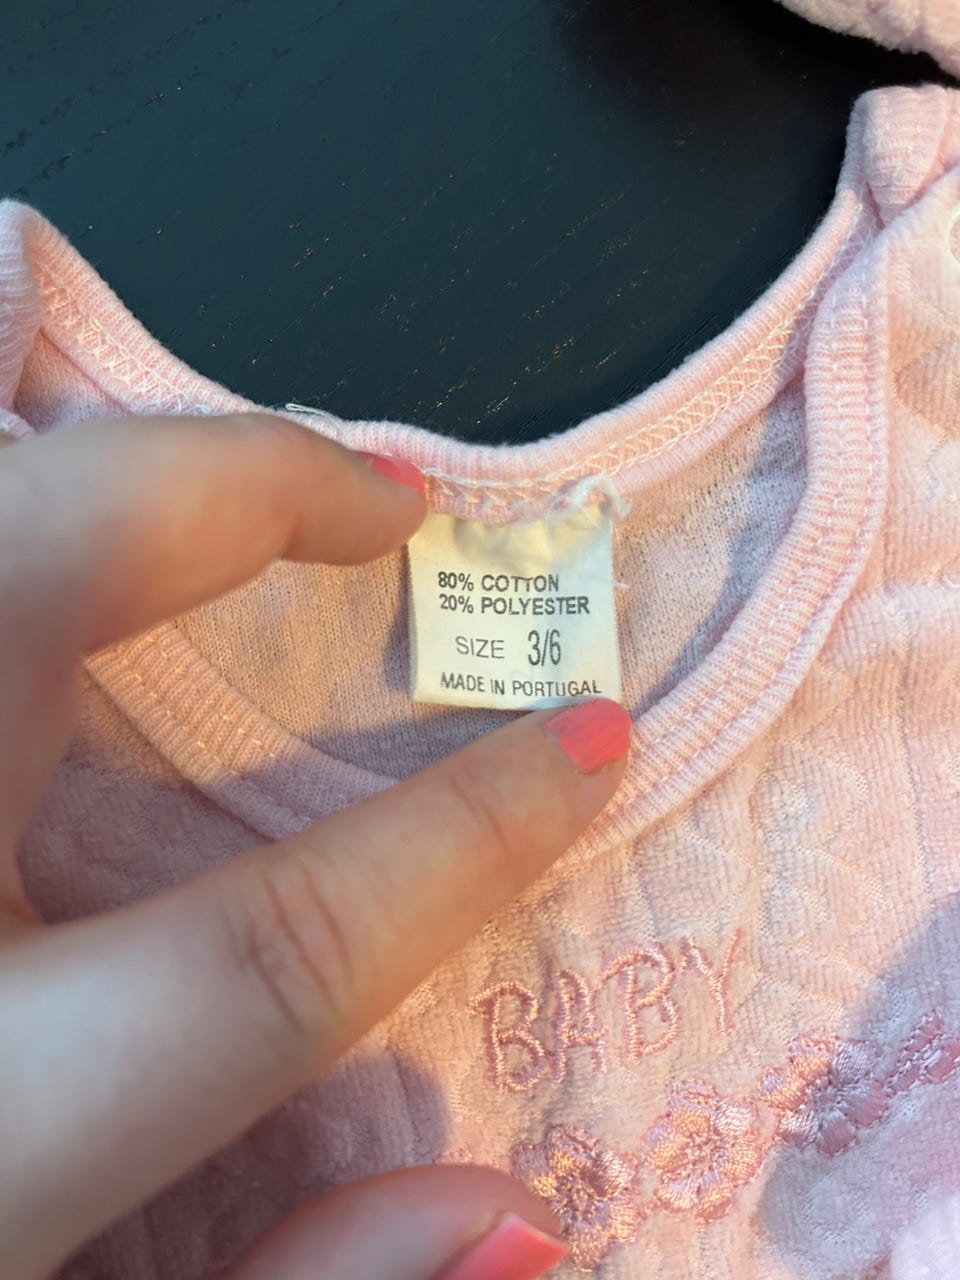 80% COTTON
20% POLYESTER
SIZE 3/6
MADE IN PORTUGAL
BABY